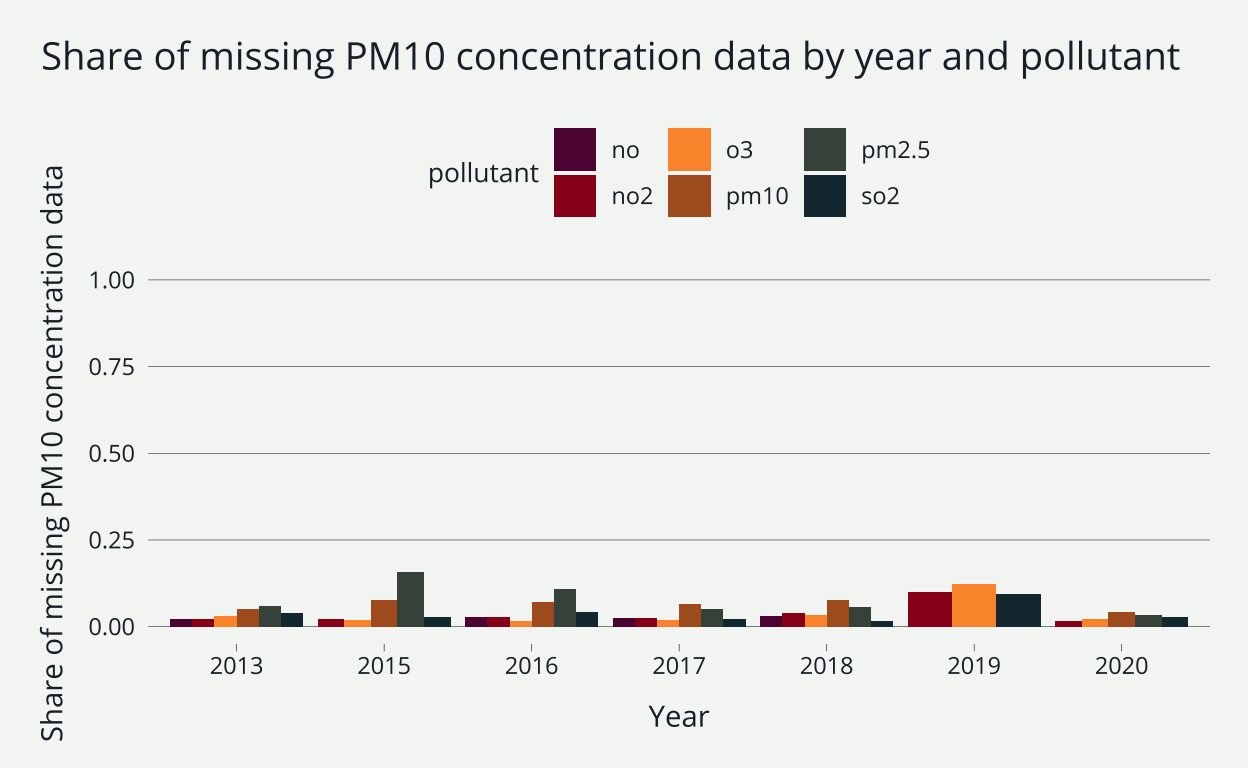 Share of missing PM10 concentration data by year and pollutant
pollutant
no
o3
pm2.5
no2
pm10
so2
Share of missing PM10 concentration data
1.00
0.75
0.50
0.25
0.00
2013 2015 2016 2017 2018 2019 2020
Year